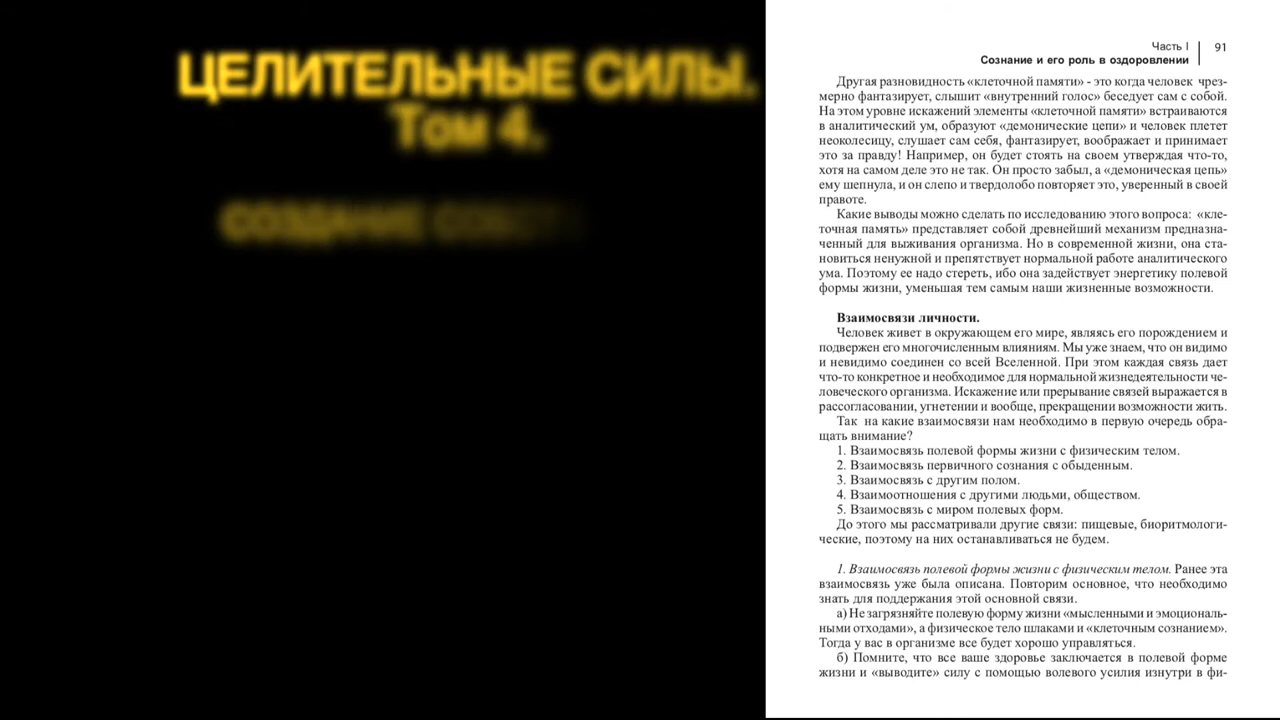 ЦЕЛИТЕЛЬНЫЕ СИЛЫ.
Том 4.
СОЗДАНИЕ
Часть I
91
Сознание и его роль в оздоровлении
Другая разновидность «клеточной памяти» - это когда человек чрез-
мерно фантазирует, слышит «внутренний голос» беседует сам с собой.
На этом уровне искажений элементы «клеточной памяти» встраиваются
в аналитический ум, образуют «демонические цепи» и человек плетет
неоколесицу, слушает сам себя, фантазирует, воображает и принимает
это за правду! Например, он будет стоять на своем утверждая что-то,
хотя на самом деле это не так. Он просто забыл, а «демоническая цепь»
ему шепнула, и он слепо и твердолобо повторяет это, уверенный в своей
правоте.
Какие выводы можно сделать по исследованию этого вопроса: «кле-
точная память» представляет собой древнейший механизм предназна-
ченный для выживания организма. Но в современной жизни, она ста-
новиться ненужной и препятствует нормальной работе аналитического
ума. Поэтому ее надо стереть, ибо она задействует энергетику полевой
формы жизни, уменьшая тем самым наши жизненные возможности.
Взаимосвязи личности.
Человек живет в окружающем его мире, являясь его порождением и
подвержен его многочисленным влияниям. Мы уже знаем, что он видимо
и невидимо соединен со всей Вселенной. При этом каждая связь дает
что-то конкретное и необходимое для нормальной жизнедеятельности че-
ловеческого организма. Искажение или прерывание связей выражается в
рассогласовании, угнетении и вообще, прекращении возможности жить.
Так на какие взаимосвязи нам необходимо в первую очередь обра-
щать внимание?
1. Взаимосвязь полевой формы жизни с физическим телом.
2. Взаимосвязь первичного сознания с обыденным.
3. Взаимосвязь с другим полом.
4. Взаимоотношения с другими людьми, обществом.
5. Взаимосвязь с миром полевых форм.
До этого мы рассматривали другие связи: пищевые, биоритмологи-
ческие, поэтому на них останавливаться не будем.
1. Взаимосвязь полевой формы жизни с физическим телом. Ранее эта
взаимосвязь уже была описана. Повторим основное, что необходимо
знать для поддержания этой основной связи.
а) Не загрязняйте полевую форму жизни «мысленными и эмоциональ-
ными отходами», а физическое тело шлаками и «клеточным сознанием».
Тогда у вас в организме все будет хорошо управляться.
б) Помните, что все ваше здоровье заключается в полевой форме
жизни и «выводите» силу с помощью волевого усилия изнутри в фи-